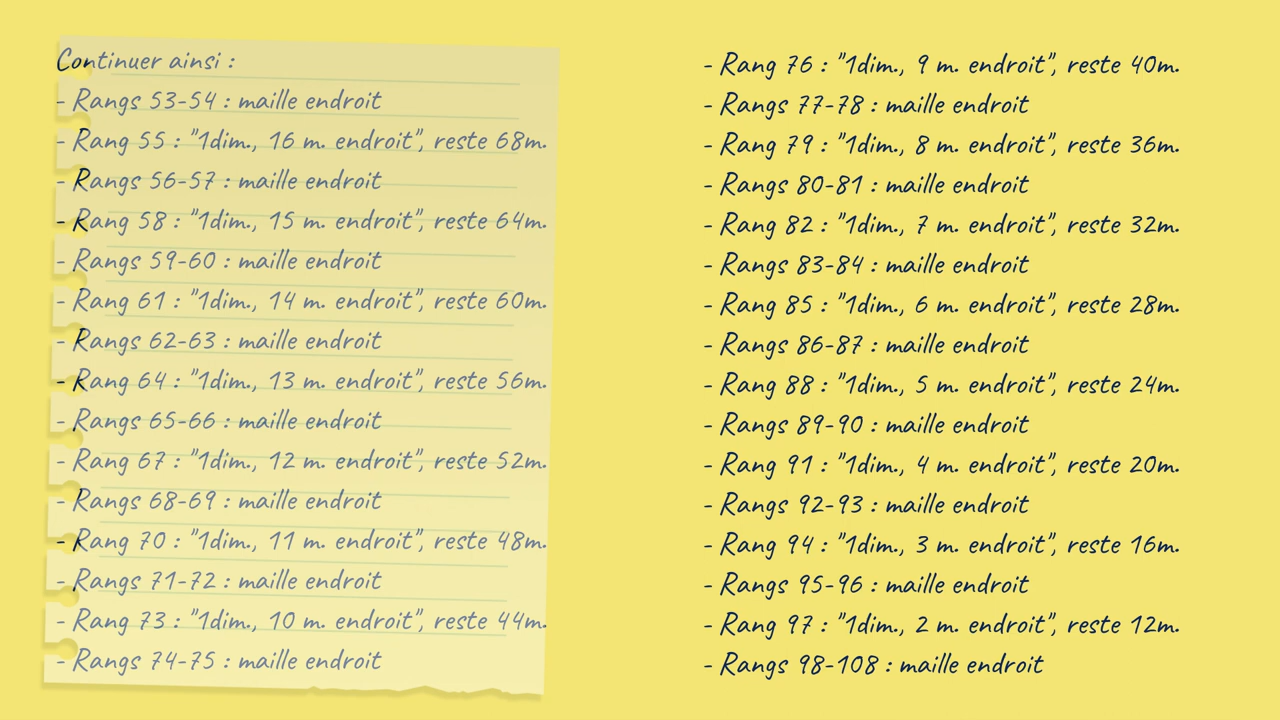 Continuer ainsi :
- Rangs 53-54 : maille endroit
- Rang 55 : "1dim., 16 m. endroit", reste 68m.
- Rangs 56-57 : maille endroit
- Rang 58 : "1dim., 15 m. endroit", reste 64m.
- Rangs 59-60 : maille endroit
- Rang 61 : "1dim., 14 m. endroit", reste 60m.
- Rangs 62-63 : maille endroit
- Rang 64 : "1dim., 13 m. endroit", reste 56m.
- Rangs 65-66 : maille endroit
- Rang 67 : "1dim., 12 m. endroit", reste 52m.
- Rangs 68-69 : maille endroit
- Rang 70 : "1dim., 11 m. endroit", reste 48m.
- Rangs 71-72 : maille endroit
- Rang 73 : "1dim., 10 m. endroit", reste 44m.
- Rangs 74-75 : maille endroit
- Rang 76 : "1dim., 9 m. endroit", reste 40m.
- Rangs 77-78 : maille endroit
- Rang 79 : "1dim., 8 m. endroit", reste 36m.
- Rangs 80-81 : maille endroit
- Rang 82 : "1dim., 7 m. endroit", reste 32m.
- Rangs 83-84 : maille endroit
- Rang 85 : "1dim., 6 m. endroit", reste 28m.
- Rangs 86-87 : maille endroit
- Rang 88 : "1dim., 5 m. endroit", reste 24m.
- Rangs 89-90 : maille endroit
- Rang 91 : "1dim., 4 m. endroit", reste 20m.
- Rangs 92-93 : maille endroit
- Rang 94 : "1dim., 3 m. endroit", reste 16m.
- Rangs 95-96 : maille endroit
- Rang 97 : "1dim., 2 m. endroit", reste 12m.
- Rangs 98-108 : maille endroit